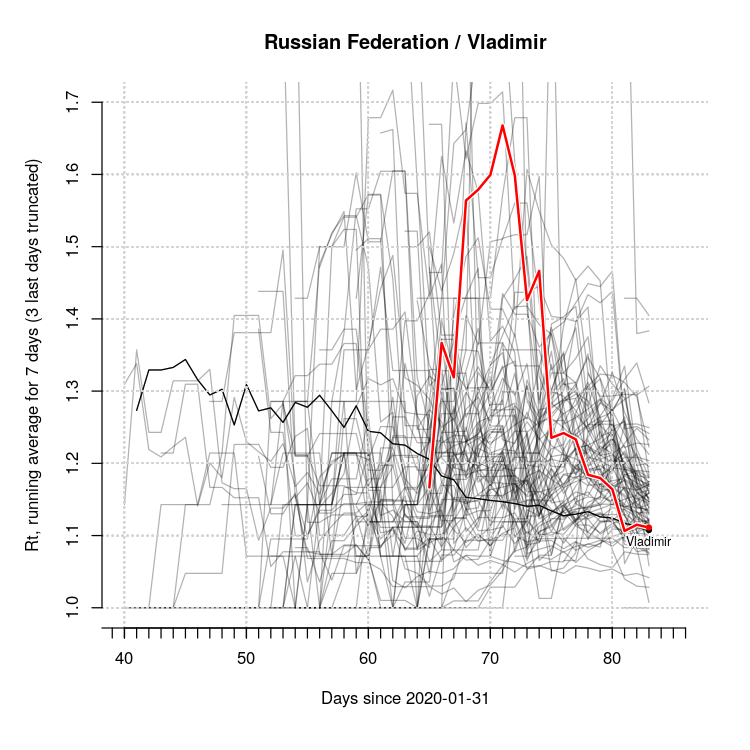 Russian Federation / Vladimir
Rt, running average for 7 days (3 last days truncated)
1.7
1.6
1.5
1.4
1.3
1.2
1.1
1.0
Vladimir
40 50 60 70 80
Days since 2020-01-31